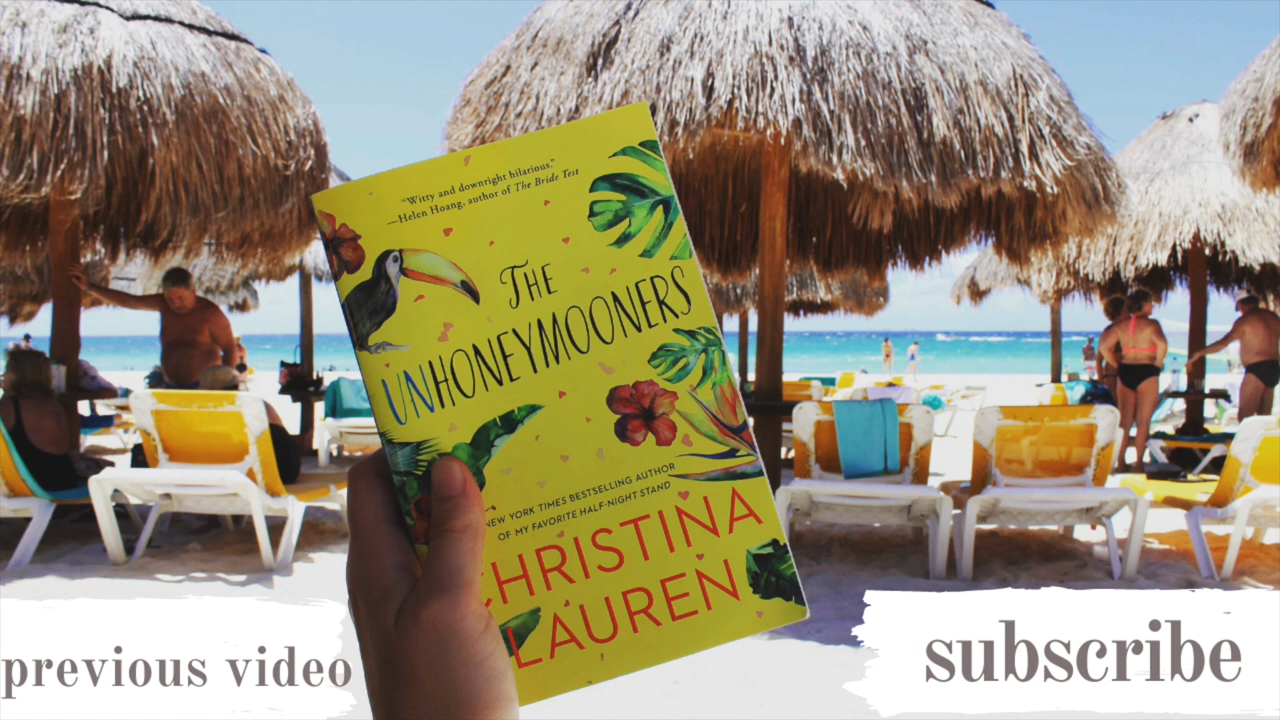 "Witty and downright hilarious."
—Helen Hoang, author of The Bride Test
THE
UNHONEYMOONERS
NEW YORK TIMES BESTSELLING AUTHOR
OF MY FAVORITE HALF-NIGHT STAND
CHRISTINA
LAUREN
previous video
subscribe